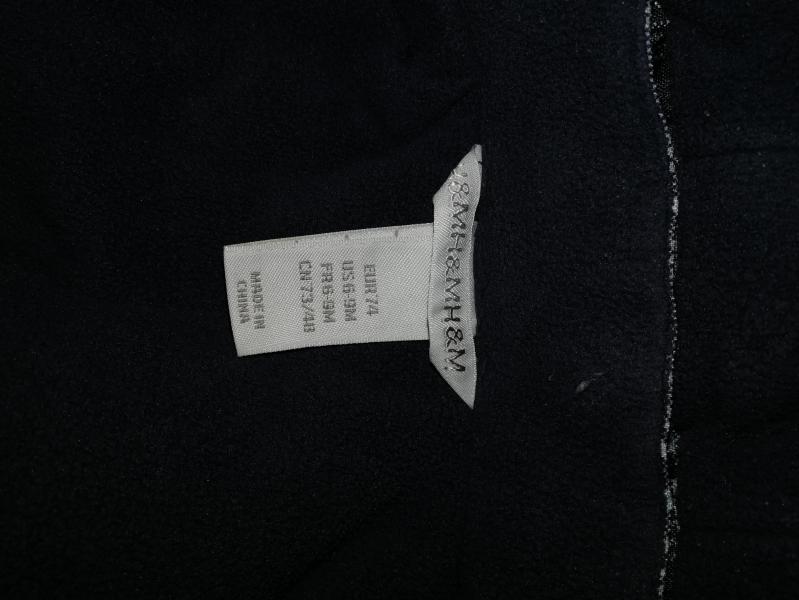 &MH&MH&M
EUR 74
US 6-9M
FR 6-9M
CN 73/48
MADE IN
CHINA